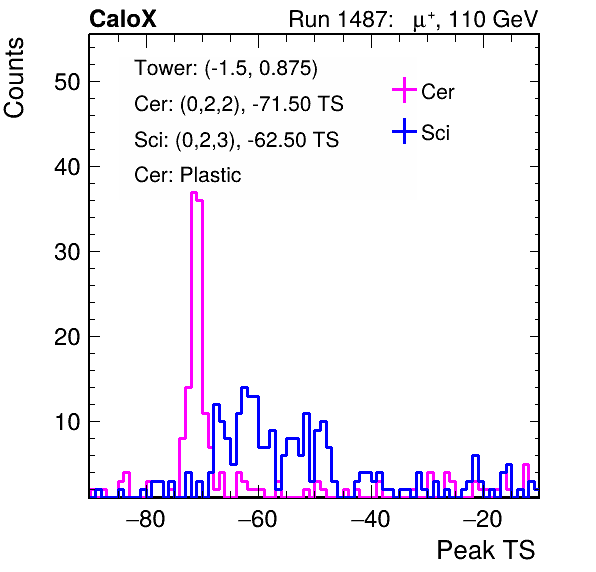 CaloX Run 1487: μ⁺, 110 GeV
Counts
Tower: (-1.5, 0.875)
Cer: (0,2,2), -71.50 TS
Sci: (0,2,3), -62.50 TS
Cer: Plastic
Cer
Sci
50
40
30
20
10
−80 −60 −40 −20
Peak TS